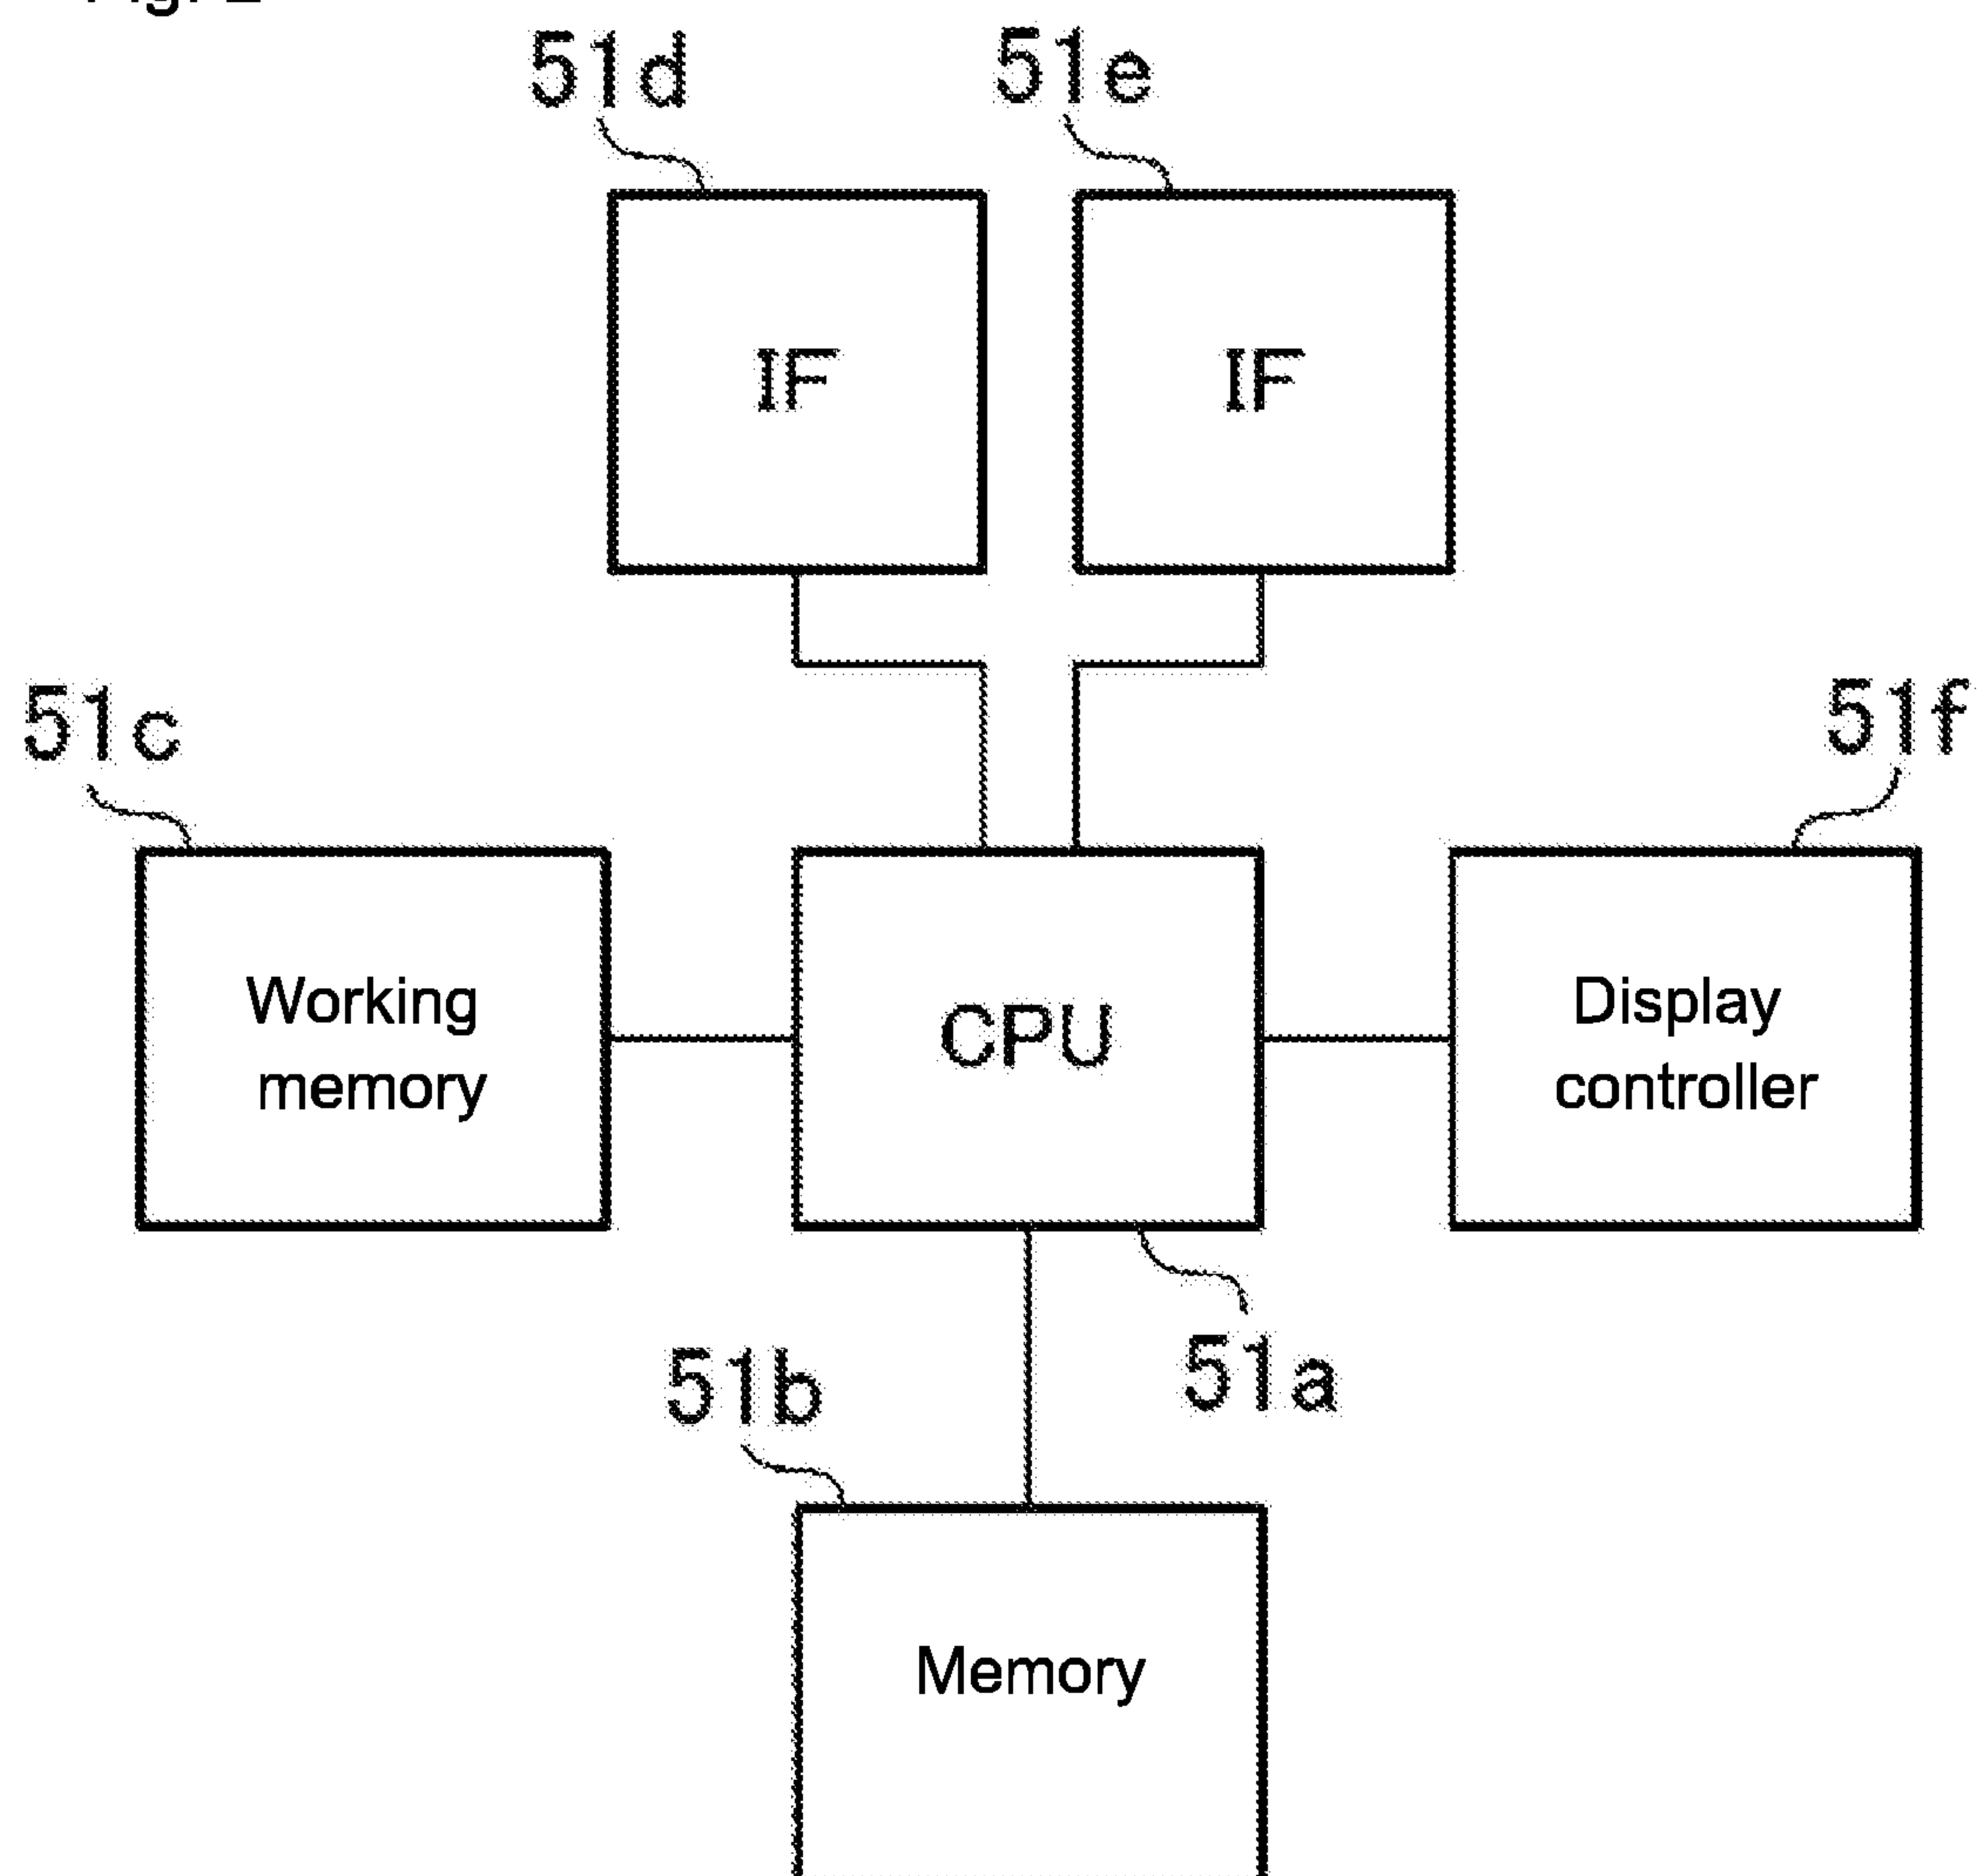 51d
51e
IF
IF
51c
51f
Working
memory
CPU
Display
controller
51b
51a
Memory